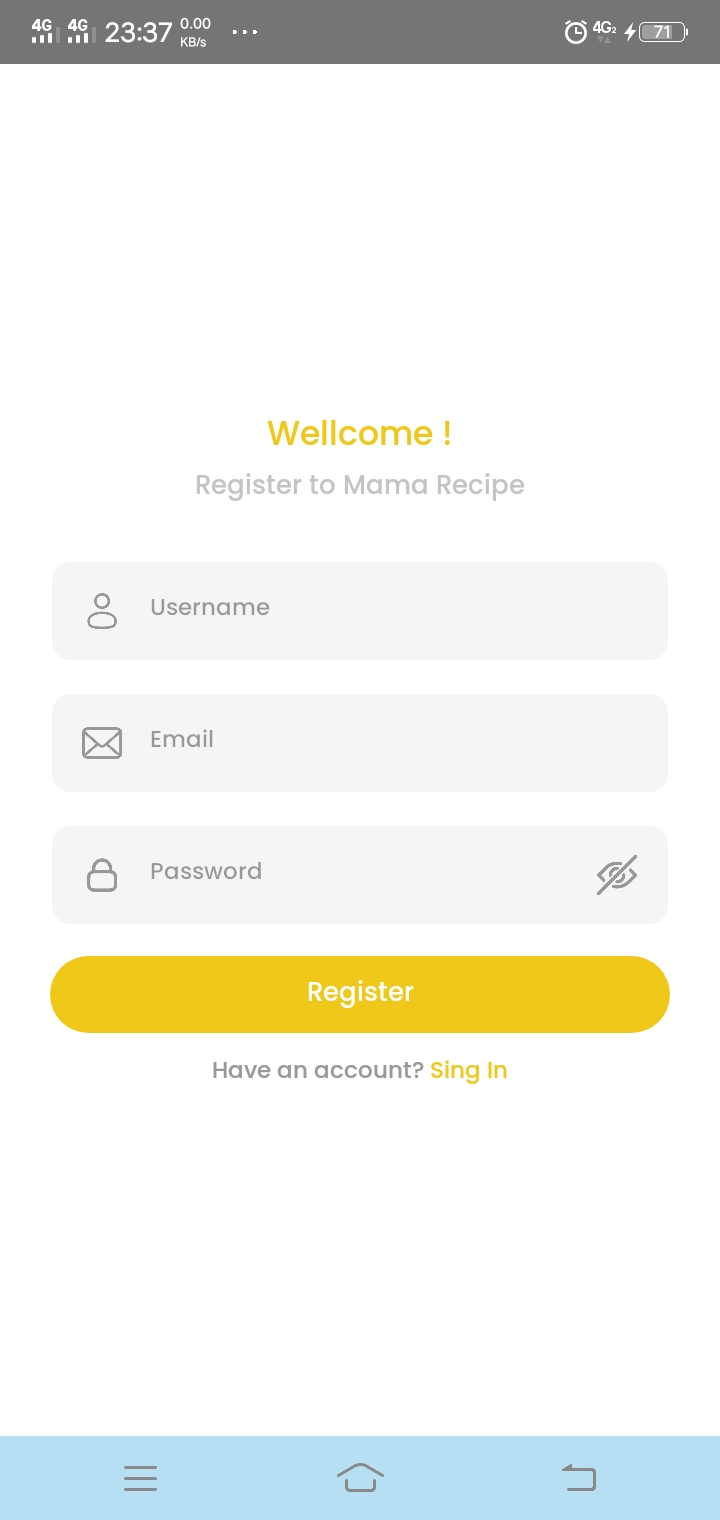 4G 4G 23:37 0.00 KB/s ... 4G2 71
Wellcome !
Register to Mama Recipe
Username
Email
Password
Register
Have an account? Sing In